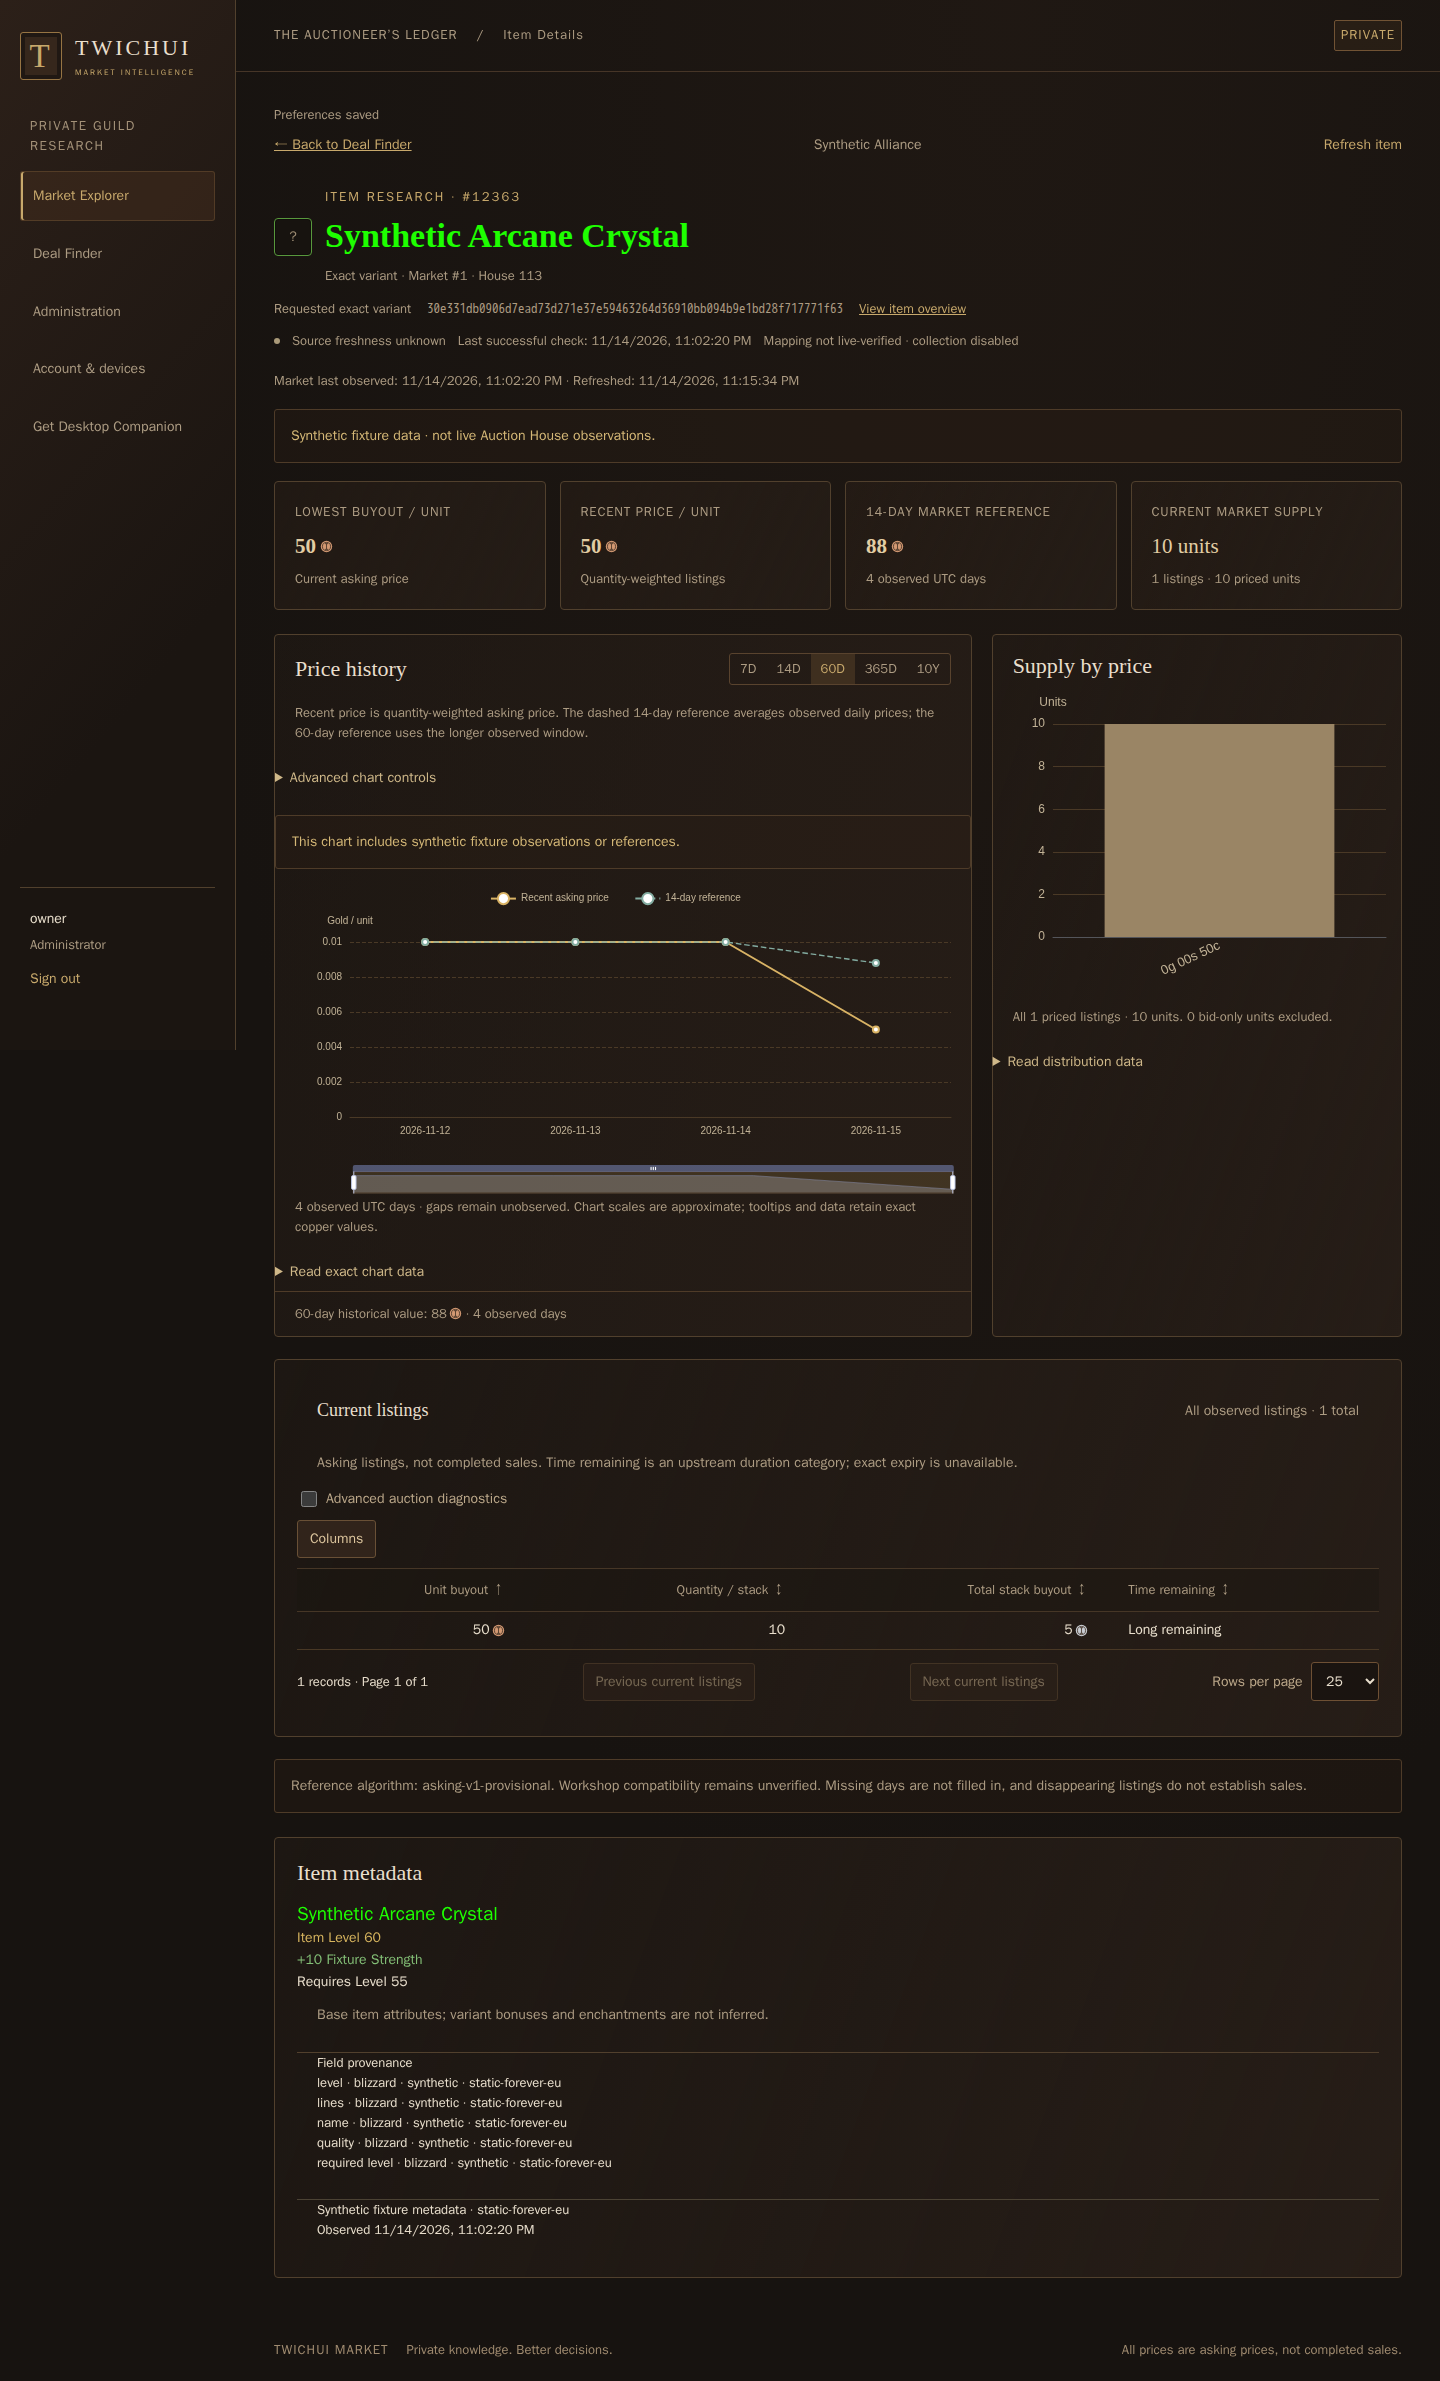 T
TWICHUI
MARKET INTELLIGENCE
PRIVATE GUILD
RESEARCH
Market Explorer
Deal Finder
Administration
Account & devices
Get Desktop Companion
owner
Administrator
Sign out
THE AUCTIONEER'S LEDGER / Item Details
PRIVATE
Preferences saved
← Back to Deal Finder
Synthetic Alliance
Refresh item
ITEM RESEARCH · #12363
?
Synthetic Arcane Crystal
Exact variant · Market #1 · House 113
Requested exact variant 30e331db0906d7ead73d271e37e59463264d36910bb094b9e1bd28f717771f63 View item overview
Source freshness unknown Last successful check: 11/14/2026, 11:02:20 PM Mapping not live-verified · collection disabled
Market last observed: 11/14/2026, 11:02:20 PM · Refreshed: 11/14/2026, 11:15:34 PM
Synthetic fixture data · not live Auction House observations.
LOWEST BUYOUT / UNIT
50
Current asking price
RECENT PRICE / UNIT
50
Quantity-weighted listings
14-DAY MARKET REFERENCE
88
4 observed UTC days
CURRENT MARKET SUPPLY
10 units
1 listings · 10 priced units
Price history
7D 14D 60D 365D 10Y
Recent price is quantity-weighted asking price. The dashed 14-day reference averages observed daily prices; the
60-day reference uses the longer observed window.
▶ Advanced chart controls
This chart includes synthetic fixture observations or references.
Recent asking price 14-day reference
Gold / unit
0.01
0.008
0.006
0.004
0.002
0
2026-11-12 2026-11-13 2026-11-14 2026-11-15
4 observed UTC days · gaps remain unobserved. Chart scales are approximate; tooltips and data retain exact
copper values.
▶ Read exact chart data
60-day historical value: 88 · 4 observed days
Supply by price
Units
10
8
6
4
2
0
0g 00s 50c
All 1 priced listings · 10 units. 0 bid-only units excluded.
▶ Read distribution data
Current listings
All observed listings · 1 total
Asking listings, not completed sales. Time remaining is an upstream duration category; exact expiry is unavailable.
Advanced auction diagnostics
Columns
Unit buyout ↑ Quantity / stack ↕ Total stack buyout ↕ Time remaining ↕
50 10 5 Long remaining
1 records · Page 1 of 1 Previous current listings Next current listings Rows per page 25
Reference algorithm: asking-v1-provisional. Workshop compatibility remains unverified. Missing days are not filled in, and disappearing listings do not establish sales.
Item metadata
Synthetic Arcane Crystal
Item Level 60
+10 Fixture Strength
Requires Level 55
Base item attributes; variant bonuses and enchantments are not inferred.
Field provenance
level · blizzard · synthetic · static-forever-eu
lines · blizzard · synthetic · static-forever-eu
name · blizzard · synthetic · static-forever-eu
quality · blizzard · synthetic · static-forever-eu
required level · blizzard · synthetic · static-forever-eu
Synthetic fixture metadata · static-forever-eu
Observed 11/14/2026, 11:02:20 PM
TWICHUI MARKET Private knowledge. Better decisions.
All prices are asking prices, not completed sales.